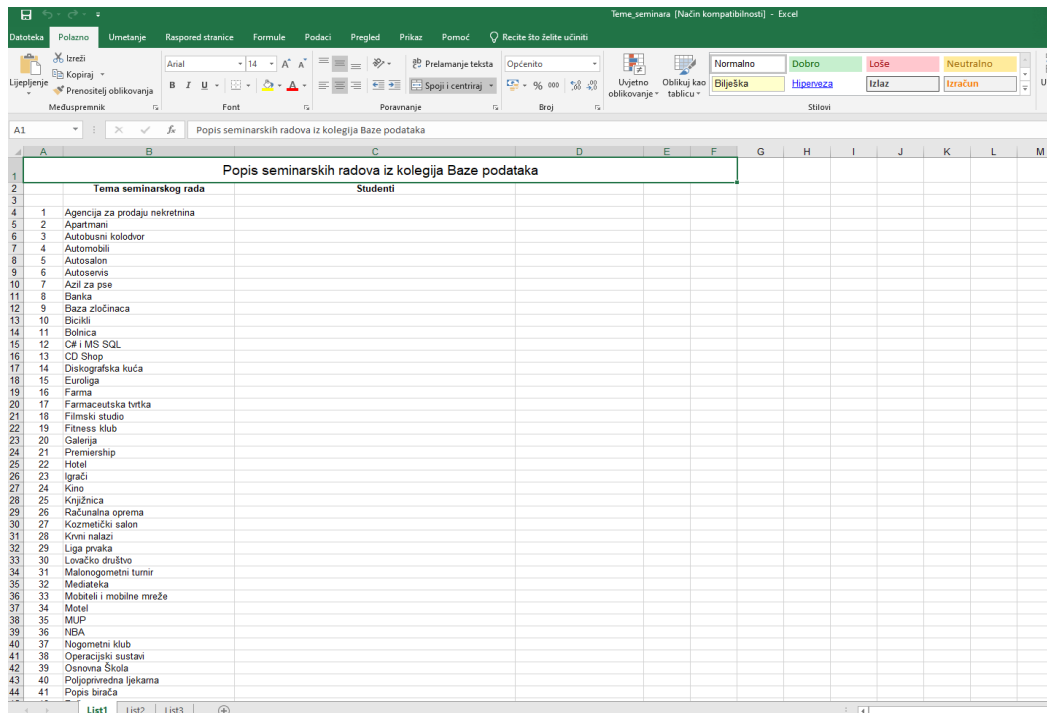 Teme_seminara [Način kompatibilnosti] - Excel
Datoteka Polazno Umetanje Raspored stranice Formule Podaci Pregled Prikaz Pomoć Recite što želite učiniti
Lijepljenje
Izreži
Kopiraj
Prenositelj oblikovanja
Arial 14 A A
B I U A
Prelamanje teksta
Spoji i centriraj
Općenito
% 000
Uvjetno oblikovanje
Oblikuj kao tablicu
Normalno Dobro Loše Neutralno
Bilješka Hiperveza Izlaz Izračun
Međuspremnik Font Poravnanje Broj Stilovi
A1 fx Popis seminarskih radova iz kolegija Baze podataka
A B C D E F G H I J K L M
1 Popis seminarskih radova iz kolegija Baze podataka
2 Tema seminarskog rada Studenti
3
4 1 Agencija za prodaju nekretnina
5 2 Apartmani
6 3 Autobusni kolodvor
7 4 Automobili
8 5 Autosalon
9 6 Autoservis
10 7 Azil za pse
11 8 Banka
12 9 Baza zločinaca
13 10 Bicikli
14 11 Bolnica
15 12 C# i MS SQL
16 13 CD Shop
17 14 Diskografska kuća
18 15 Euroliga
19 16 Farma
20 17 Farmaceutska tvrtka
21 18 Filmski studio
22 19 Fitness klub
23 20 Galerija
24 21 Premiership
25 22 Hotel
26 23 Igrači
27 24 Kino
28 25 Knjižnica
29 26 Računalna oprema
30 27 Kozmetički salon
31 28 Krvni nalazi
32 29 Liga prvaka
33 30 Lovačko društvo
34 31 Malonogometni turnir
35 32 Mediateka
36 33 Mobiteli i mobilne mreže
37 34 Motel
38 35 MUP
39 36 NBA
40 37 Nogometni klub
41 38 Operacijski sustavi
42 39 Osnovna Škola
43 40 Poljoprivredna ljekarna
44 41 Popis birača
List1 List2 List3